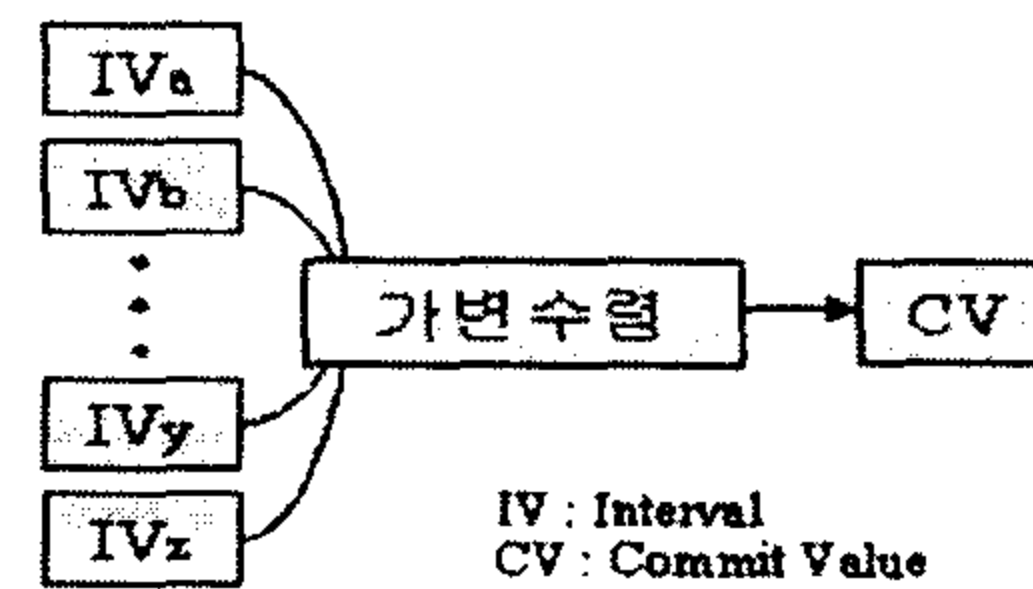 IVa
IVb
가변수렴
CV
IVy
IVz
IV : Interval
CV : Commit Value